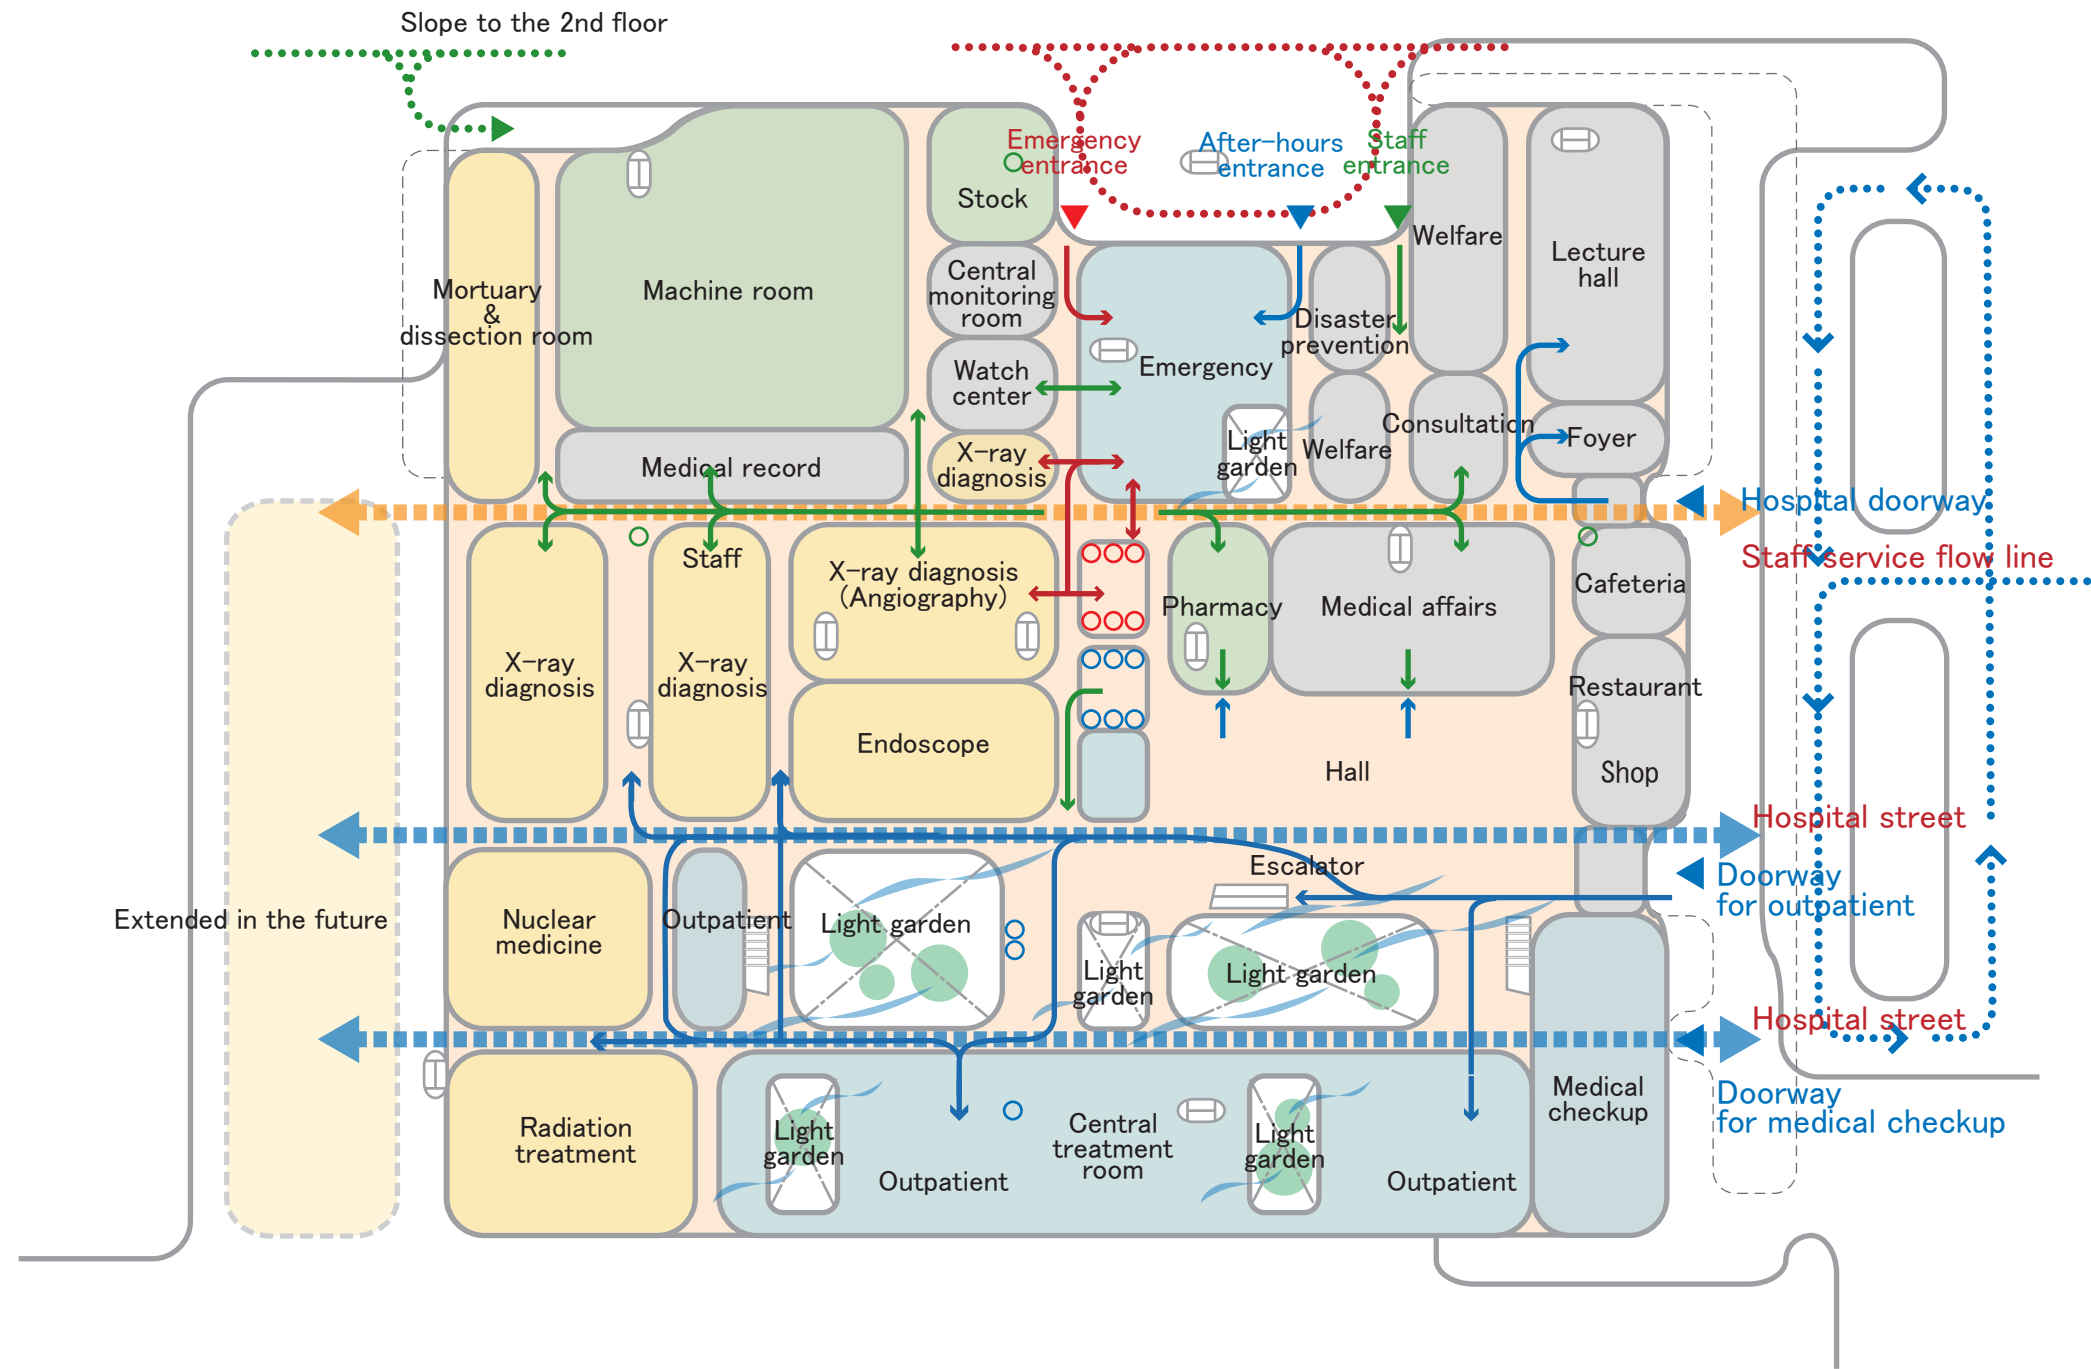 Slope to the 2nd floor
Emergency
entrance
After-hours
entrance
Staff
entrance
Stock
Welfare
Lecture
hall
Mortuary
&
dissection room
Machine room
Central
monitoring
room
Disaster
prevention
Watch
center
Emergency
Light
garden
Welfare
Consultation
Foyer
Medical record
X-ray
diagnosis
Hospital doorway
Staff service flow line
Staff
X-ray diagnosis
(Angiography)
Pharmacy
Medical affairs
Cafeteria
X-ray
diagnosis
X-ray
diagnosis
Restaurant
Endoscope
Hall
Shop
Hospital street
Escalator
Doorway
for outpatient
Extended in the future
Nuclear
medicine
Outpatient
Light garden
Light
garden
Light garden
Hospital street
Medical
checkup
Doorway
for medical checkup
Radiation
treatment
Light
garden
Outpatient
Central
treatment
room
Light
garden
Outpatient